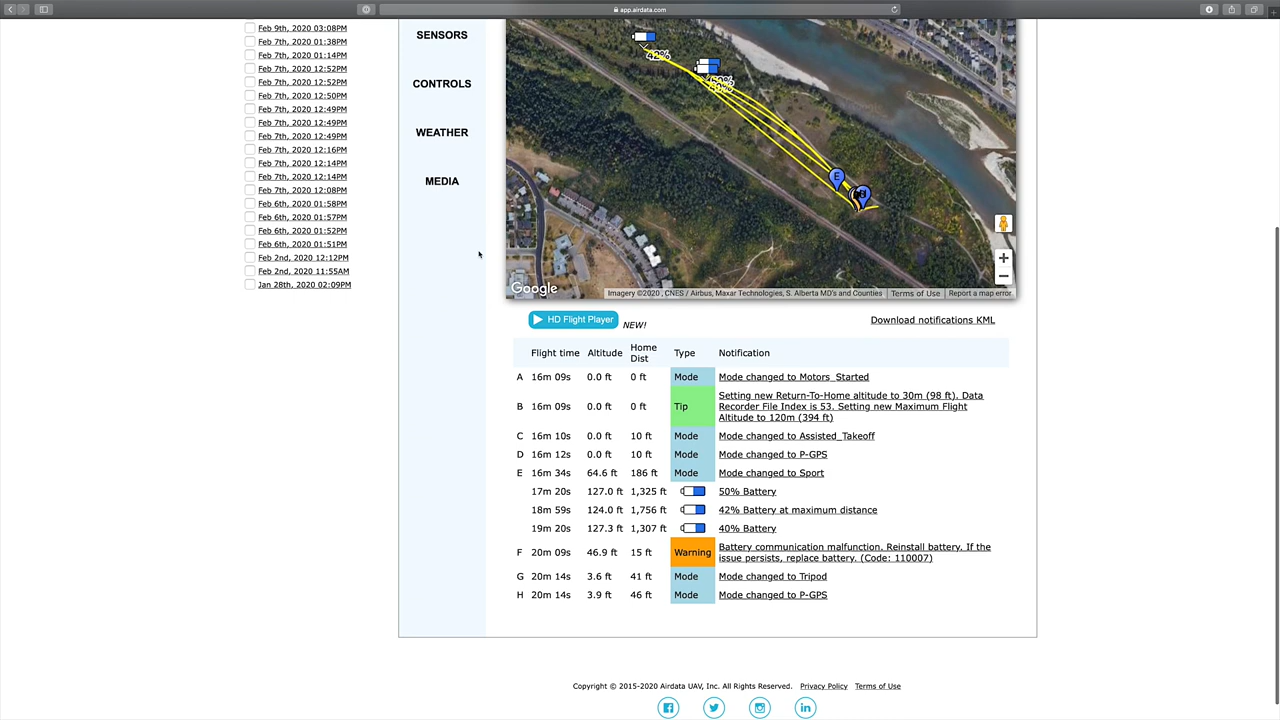 app.airdata.com
Feb 9th, 2020 03:08PM
Feb 7th, 2020 01:38PM
Feb 7th, 2020 01:14PM
Feb 7th, 2020 12:52PM
Feb 7th, 2020 12:52PM
Feb 7th, 2020 12:50PM
Feb 7th, 2020 12:49PM
Feb 7th, 2020 12:49PM
Feb 7th, 2020 12:49PM
Feb 7th, 2020 12:16PM
Feb 7th, 2020 12:14PM
Feb 7th, 2020 12:14PM
Feb 7th, 2020 12:08PM
Feb 6th, 2020 01:58PM
Feb 6th, 2020 01:57PM
Feb 6th, 2020 01:52PM
Feb 6th, 2020 01:51PM
Feb 2nd, 2020 12:12PM
Feb 2nd, 2020 11:55AM
Jan 28th, 2020 02:09PM
SENSORS
CONTROLS
WEATHER
MEDIA
42%
E
Google
Imagery ©2020 , CNES / Airbus, Maxar Technologies, S. Alberta MD's and Counties
Terms of Use
Report a map error
HD Flight Player
NEW!
Download notifications KML
Flight time Altitude Home Dist Type Notification
A 16m 09s 0.0 ft 0 ft Mode Mode changed to Motors_Started
B 16m 09s 0.0 ft 0 ft Tip Setting new Return-To-Home altitude to 30m (98 ft). Data
Recorder File Index is 53. Setting new Maximum Flight
Altitude to 120m (394 ft)
C 16m 10s 0.0 ft 10 ft Mode Mode changed to Assisted_Takeoff
D 16m 12s 0.0 ft 10 ft Mode Mode changed to P-GPS
E 16m 34s 64.6 ft 186 ft Mode Mode changed to Sport
17m 20s 127.0 ft 1,325 ft 50% Battery
18m 59s 124.0 ft 1,756 ft 42% Battery at maximum distance
19m 20s 127.3 ft 1,307 ft 40% Battery
F 20m 09s 46.9 ft 15 ft Warning Battery communication malfunction. Reinstall battery. If the
issue persists, replace battery. (Code: 110007)
G 20m 14s 3.6 ft 41 ft Mode Mode changed to Tripod
H 20m 14s 3.9 ft 46 ft Mode Mode changed to P-GPS
Copyright © 2015-2020 Airdata UAV, Inc. All Rights Reserved. Privacy Policy Terms of Use